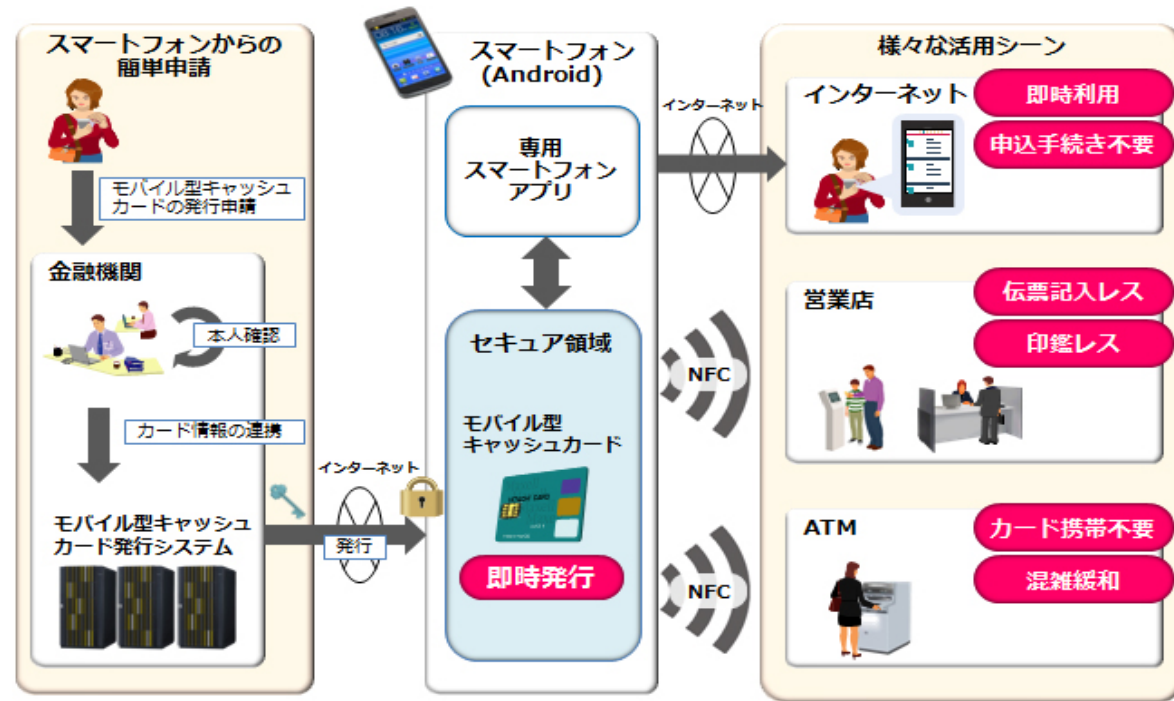 スマートフォンからの
簡単申請
モバイル型キャッシュ
カードの発行申請
金融機関
本人確認
カード情報の連携
モバイル型キャッシュ
カード発行システム
インターネット
発行
スマートフォン
(Android)
専用
スマートフォン
アプリ
セキュア領域
モバイル型
キャッシュカード
即時発行
インターネット
NFC
NFC
様々な活用シーン
インターネット
即時利用
申込手続き不要
営業店
伝票記入レス
印鑑レス
ATM
カード携帯不要
混雑緩和